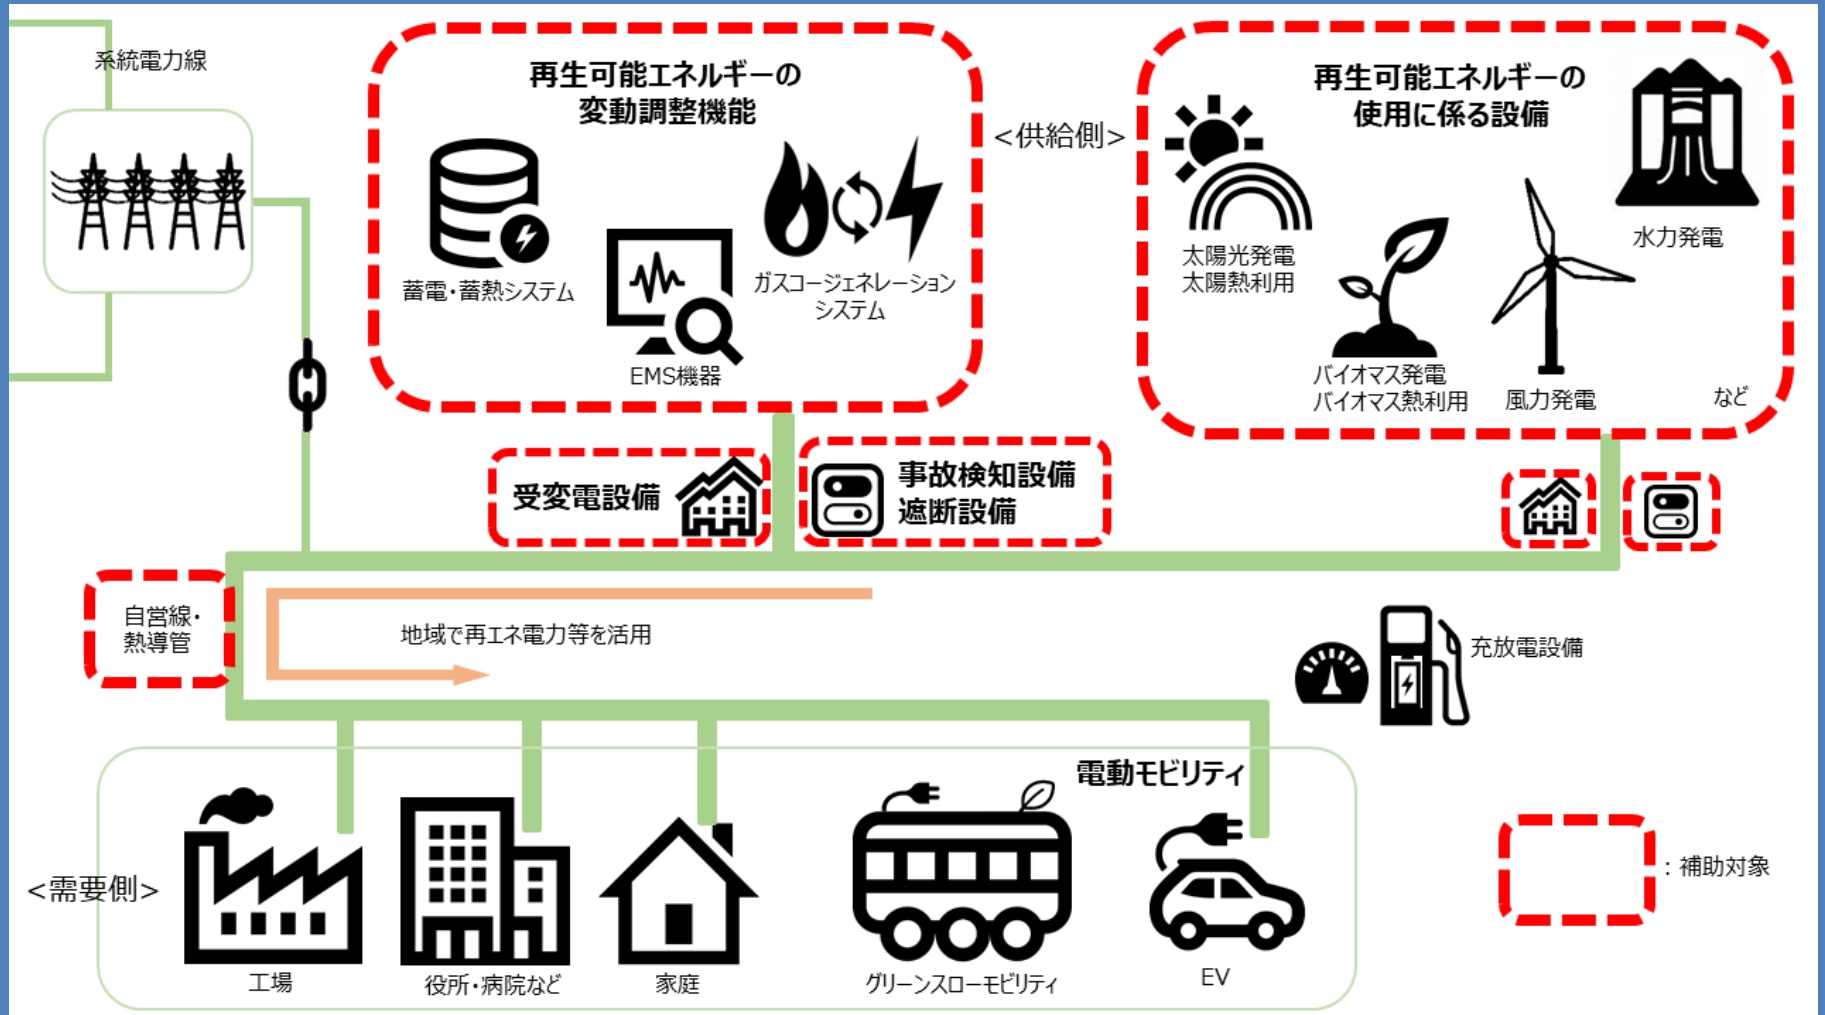 系統電力線
再生可能エネルギーの
変動調整機能
蓄電・蓄熱システム
EMS機器
ガスコージェネレーション
システム
<供給側>
再生可能エネルギーの
使用に係る設備
太陽光発電
太陽熱利用
バイオマス発電
バイオマス熱利用
風力発電
水力発電
など
受変電設備
事故検知設備
遮断設備
自営線・
熱導管
地域で再エネ電力等を活用
充放電設備
電動モビリティ
<需要側>
工場
役所・病院など
家庭
グリーンスローモビリティ
EV
：補助対象